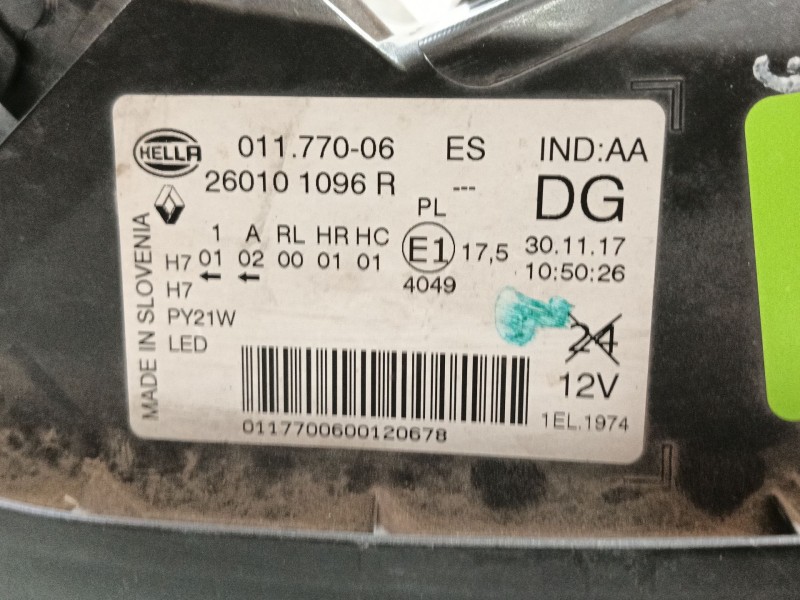 HELLA 011.770-06 ES IND:AA
26010 1096 R --- DG
PL
1 A RL HR HC E1 17,5 30.11.17
H7 01 02 00 01 01 10:50:26
H7 4049
PY21W 24
LED 12V
MADE IN SLOVENIA
1EL.1974
0117700600120678